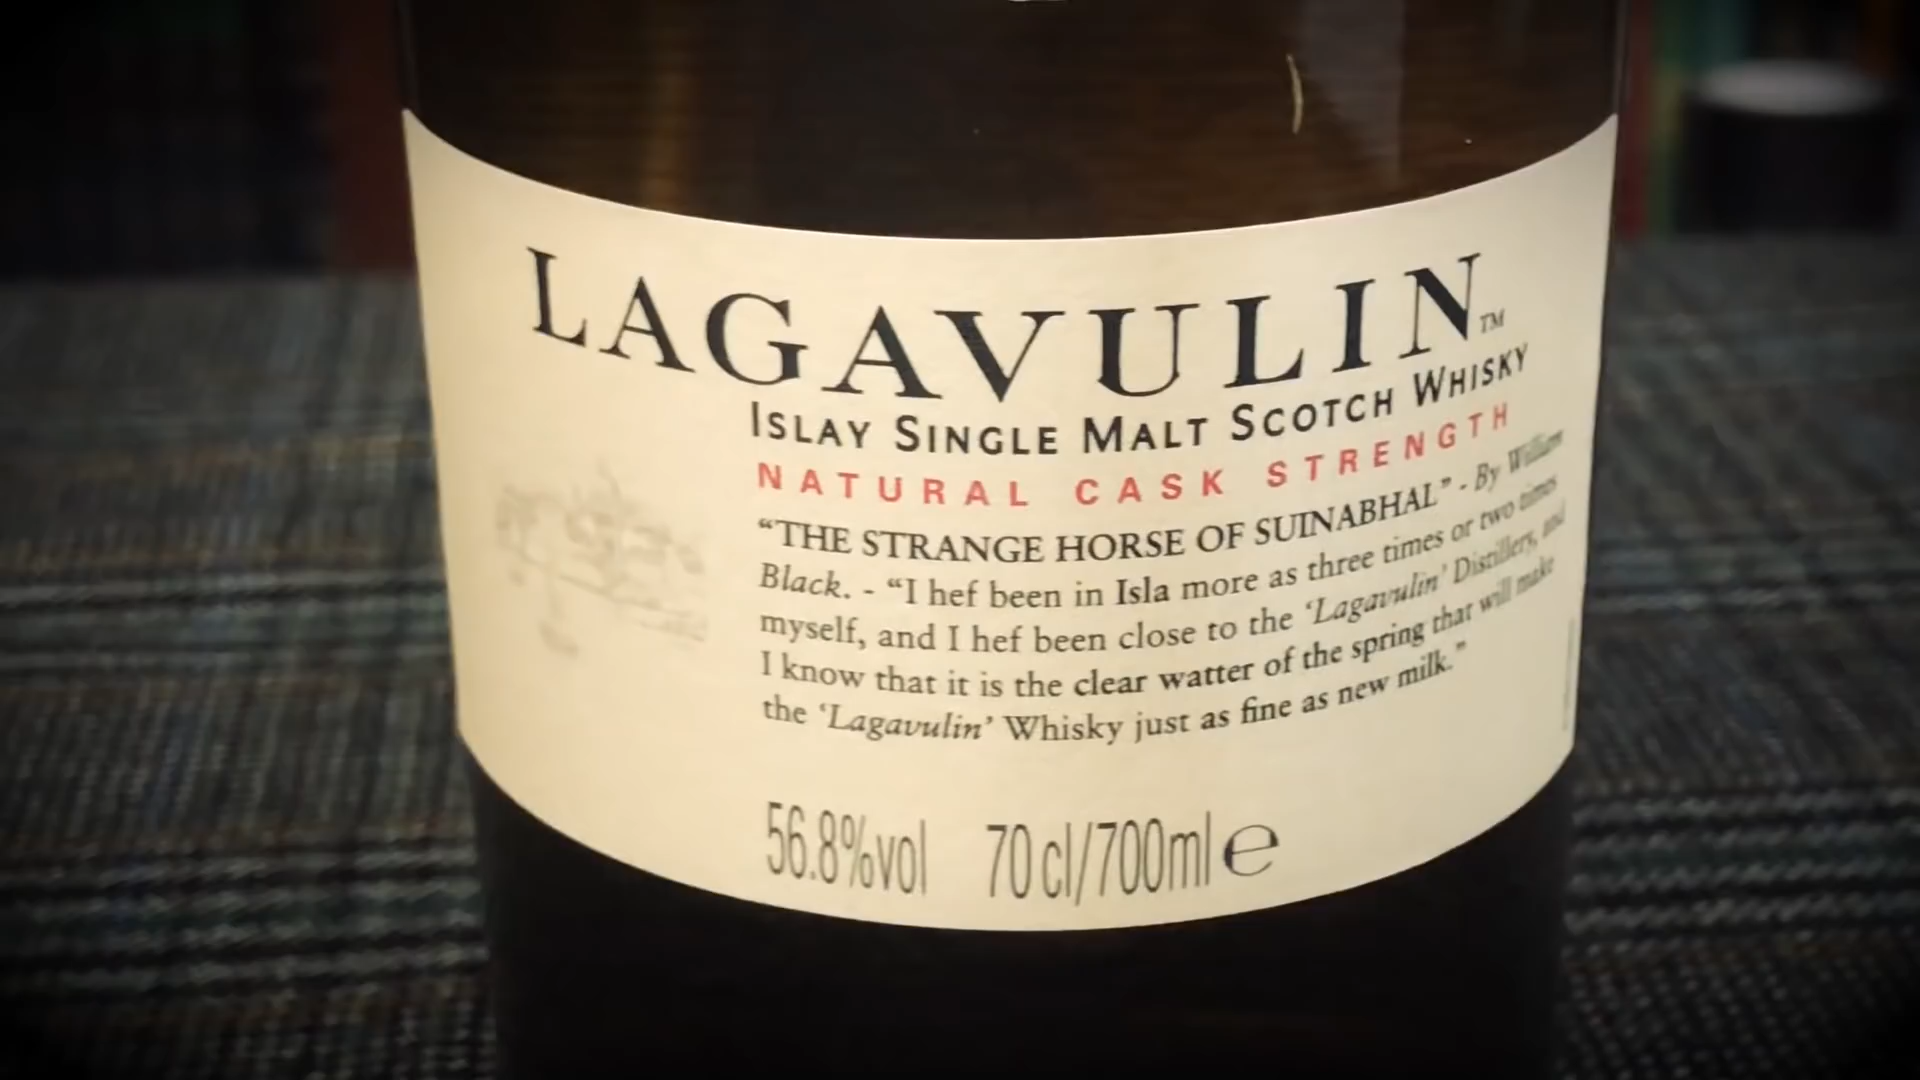 LAGAVULIN™
ISLAY SINGLE MALT SCOTCH WHISKY
NATURAL CASK STRENGTH
“THE STRANGE HORSE OF SUINABHAL” - By William
Black. - “I hef been in Isla more as three times or two times
myself, and I hef been close to the ‘Lagavulin’ Distillery, and
I know that it is the clear watter of the spring that will make
the ‘Lagavulin’ Whisky just as fine as new milk.”
56.8%vol 70 cl/700ml ℮